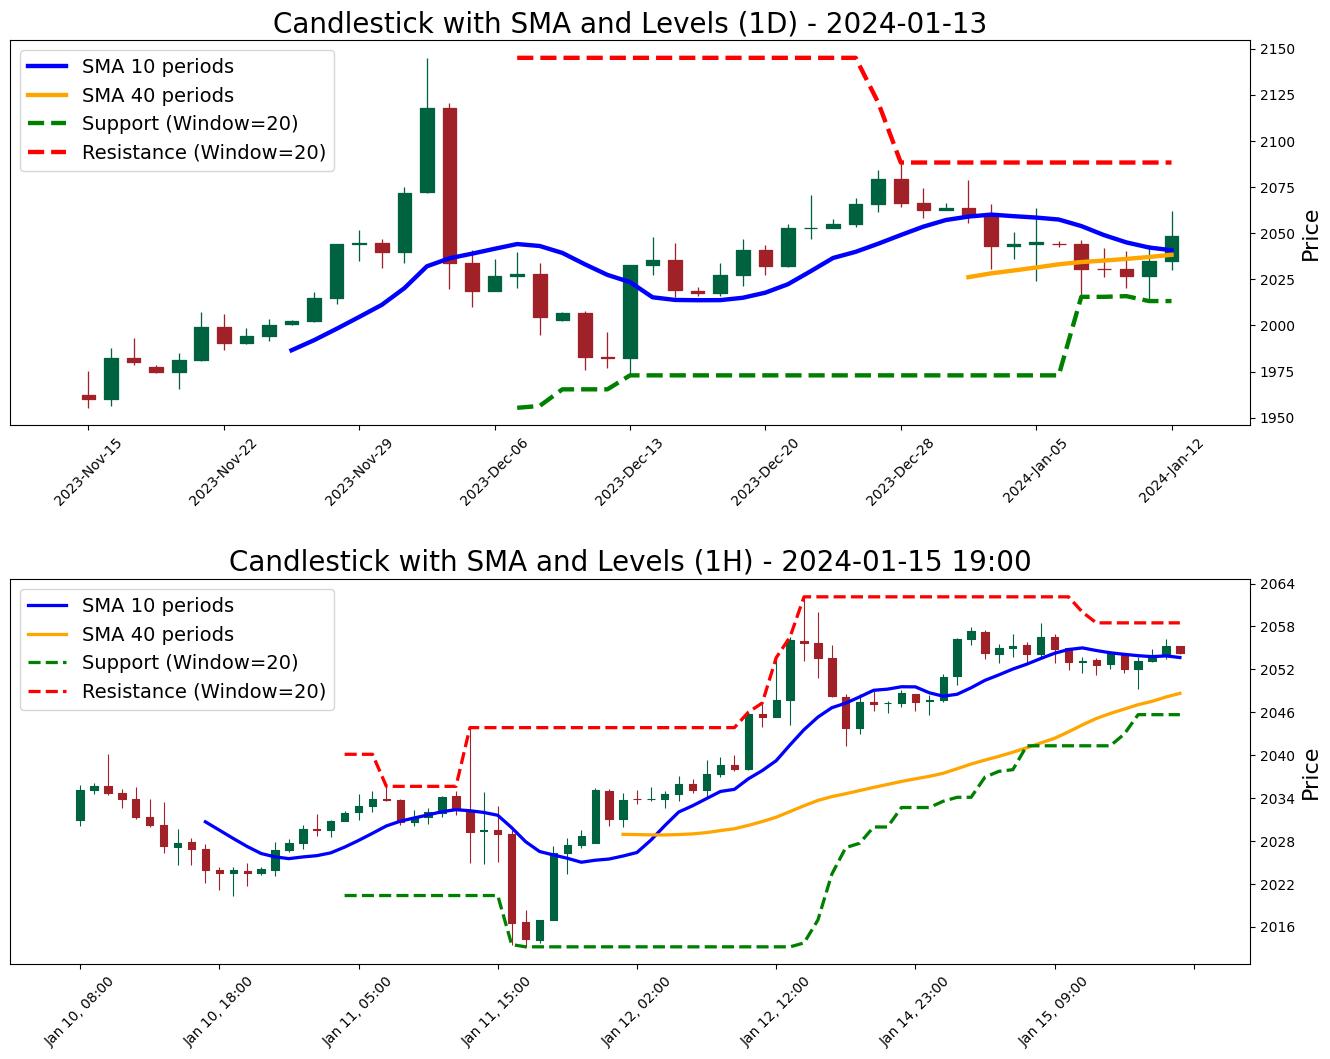 Candlestick with SMA and Levels (1D) - 2024-01-13
SMA 10 periods
SMA 40 periods
Support (Window=20)
Resistance (Window=20)
2150
2125
2100
2075
2050
2025
2000
1975
1950
Price
2023-Nov-15
2023-Nov-22
2023-Nov-29
2023-Dec-06
2023-Dec-13
2023-Dec-20
2023-Dec-28
2024-Jan-05
2024-Jan-12
Candlestick with SMA and Levels (1H) - 2024-01-15 19:00
SMA 10 periods
SMA 40 periods
Support (Window=20)
Resistance (Window=20)
2064
2058
2052
2046
2040
2034
2028
2022
2016
Price
Jan 10, 08:00
Jan 10, 18:00
Jan 11, 05:00
Jan 11, 15:00
Jan 12, 02:00
Jan 12, 12:00
Jan 14, 23:00
Jan 15, 09:00